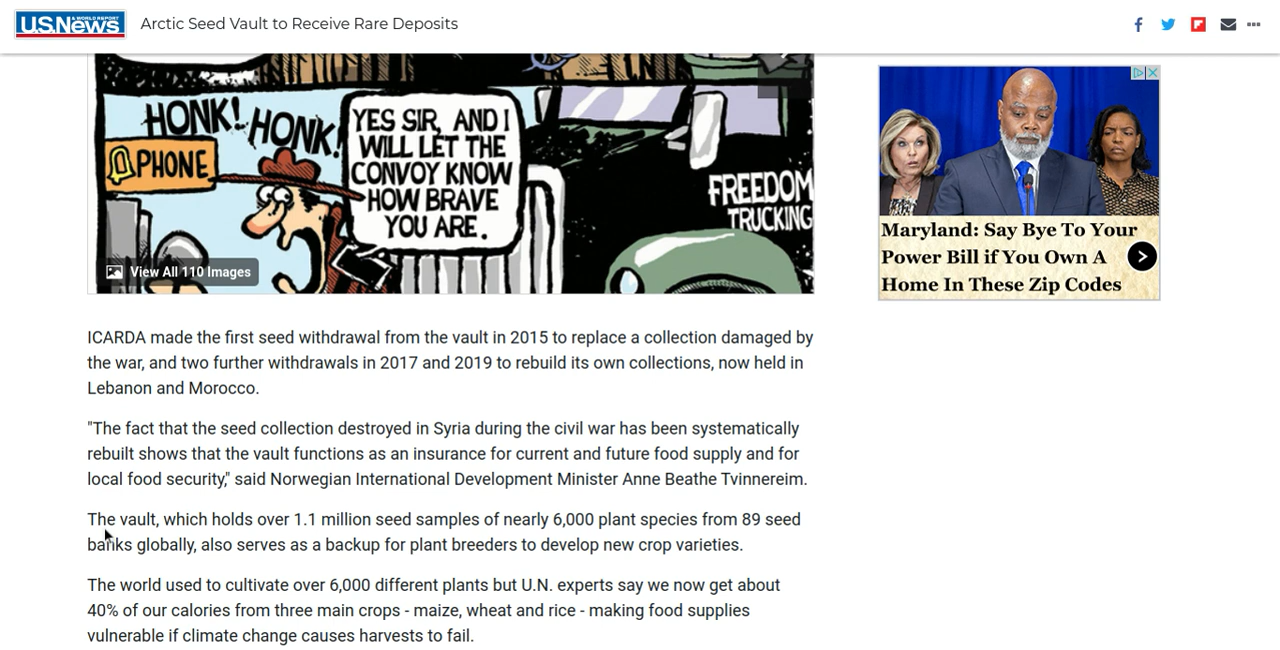 U.S.News
& WORLD REPORT
Arctic Seed Vault to Receive Rare Deposits
HONK! HONK!
PHONE
YES SIR, AND I
WILL LET THE
CONVOY KNOW
HOW BRAVE
YOU ARE.
FREEDOM
TRUCKING
View All 110 Images
Maryland: Say Bye To Your
Power Bill if You Own A
Home In These Zip Codes
ICARDA made the first seed withdrawal from the vault in 2015 to replace a collection damaged by
the war, and two further withdrawals in 2017 and 2019 to rebuild its own collections, now held in
Lebanon and Morocco.
"The fact that the seed collection destroyed in Syria during the civil war has been systematically
rebuilt shows that the vault functions as an insurance for current and future food supply and for
local food security," said Norwegian International Development Minister Anne Beathe Tvinnereim.
The vault, which holds over 1.1 million seed samples of nearly 6,000 plant species from 89 seed
banks globally, also serves as a backup for plant breeders to develop new crop varieties.
The world used to cultivate over 6,000 different plants but U.N. experts say we now get about
40% of our calories from three main crops - maize, wheat and rice - making food supplies
vulnerable if climate change causes harvests to fail.